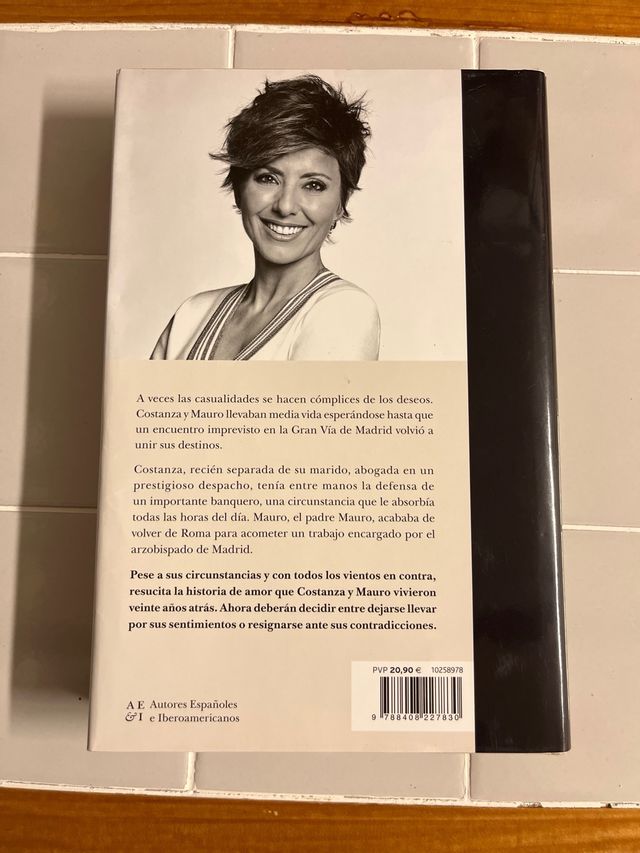 A veces las casualidades se hacen cómplices de los deseos.
Costanza y Mauro llevaban media vida esperándose hasta que
un encuentro imprevisto en la Gran Vía de Madrid volvió a
unir sus destinos.
Costanza, recién separada de su marido, abogada en un
prestigioso despacho, tenía entre manos la defensa de
un importante banquero, una circunstancia que le absorbía
todas las horas del día. Mauro, el padre Mauro, acababa de
volver de Roma para acometer un trabajo encargado por el
arzobispado de Madrid.
Pese a sus circunstancias y con todos los vientos en contra,
resucita la historia de amor que Costanza y Mauro vivieron
veinte años atrás. Ahora deberán decidir entre dejarse llevar
por sus sentimientos o resignarse ante sus contradicciones.
PVP 20,90 € 10258978
9 788408 227830
A E
& I
Autores Españoles
e Iberoamericanos